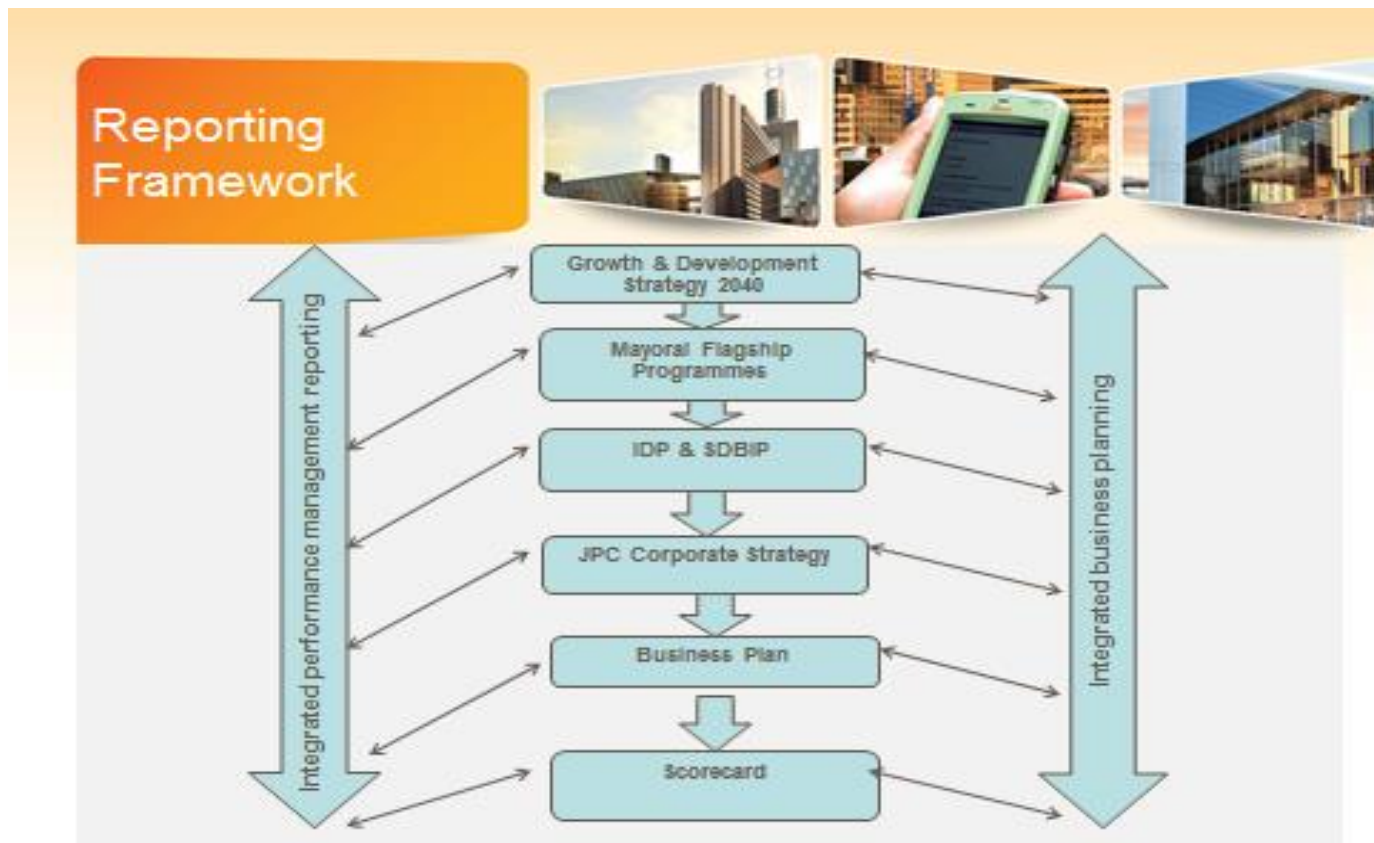 Reporting
Framework
Growth & Development
Strategy 2040
Mayoral Flagship
Programmes
IDP & SDBIP
JPC Corporate Strategy
Business Plan
Scorecard
Integrated performance management reporting
Integrated business planning